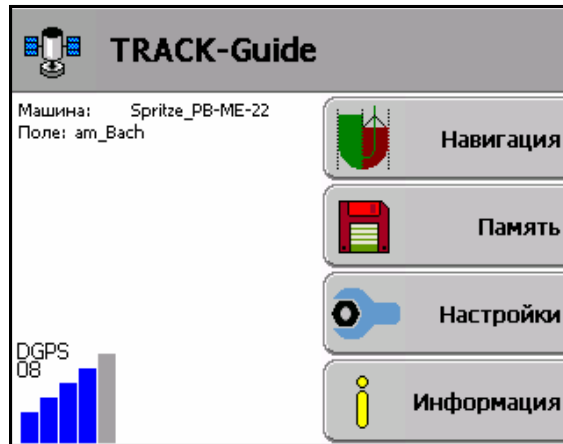 TRACK-Guide
Машина: Spritze_PB-ME-22
Поле: am_Bach
Навигация
Память
Настройки
Информация
DGPS
08